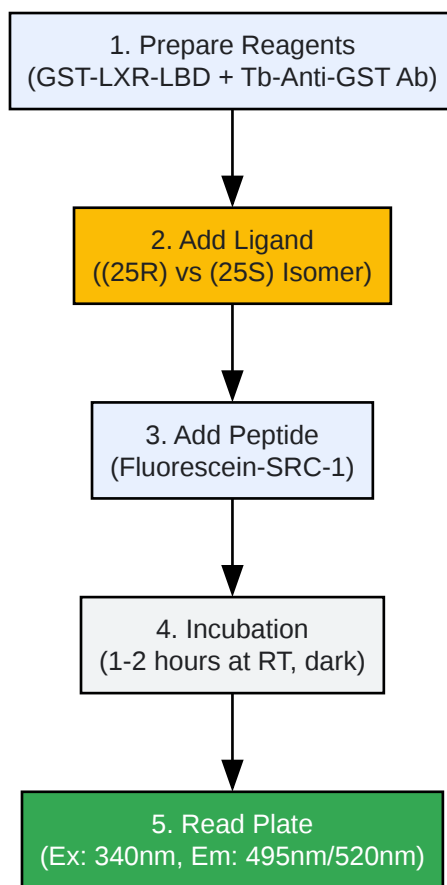 1. Prepare Reagents
(GST-LXR-LBD + Tb-Anti-GST Ab)
2. Add Ligand
((25R) vs (25S) Isomer)
3. Add Peptide
(Fluorescein-SRC-1)
4. Incubation
(1-2 hours at RT, dark)
5. Read Plate
(Ex: 340nm, Em: 495nm/520nm)